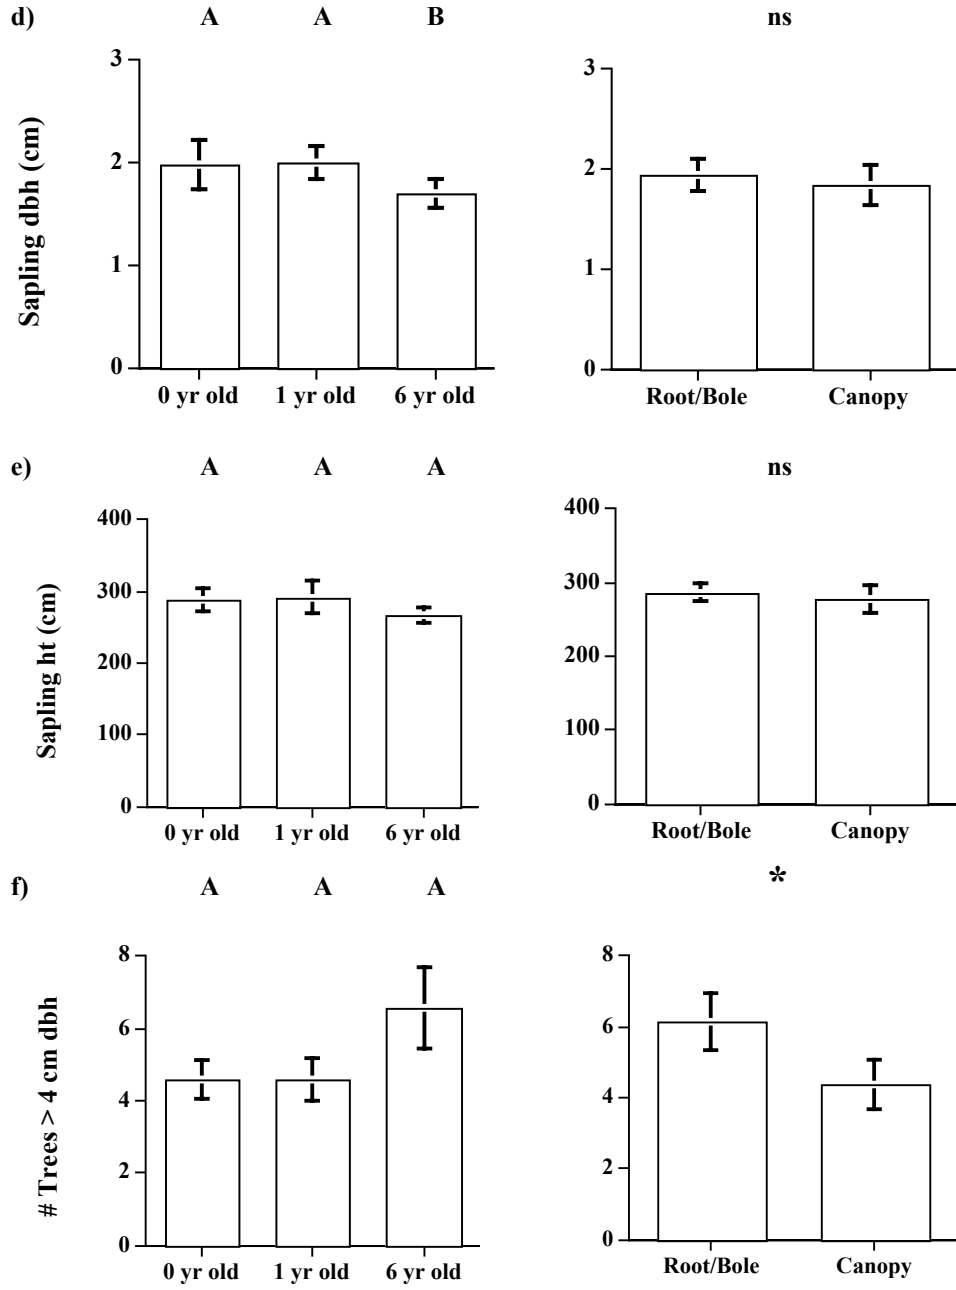 d) A A B ns
3
2
1
0
Sapling dbh (cm)
0 yr old 1 yr old 6 yr old
3
2
1
0
Root/Bole Canopy
e) A A A ns
400
300
200
100
0
Sapling ht (cm)
0 yr old 1 yr old 6 yr old
400
300
200
100
0
Root/Bole Canopy
f) A A A *
8
6
4
2
0
# Trees > 4 cm dbh
0 yr old 1 yr old 6 yr old
8
6
4
2
0
Root/Bole Canopy